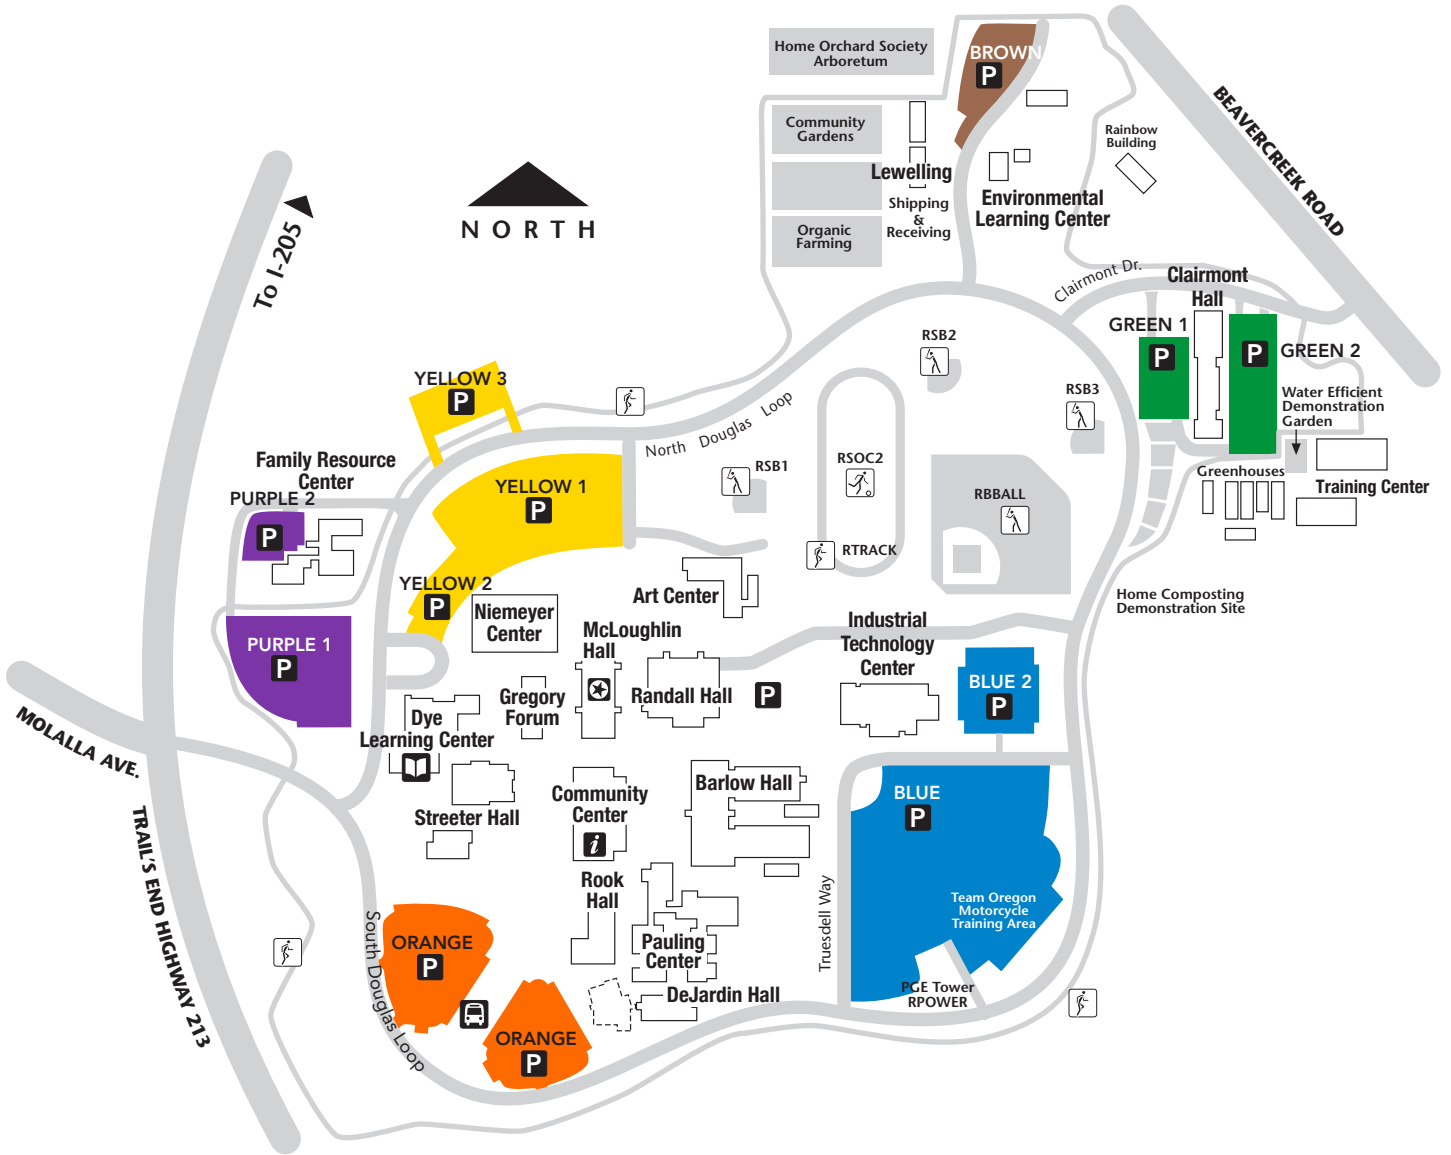 Home Orchard Society
Arboretum
BROWN
P
BEAVERCREEK ROAD
Community
Gardens
Rainbow
Building
Lewelling
Shipping
&
Receiving
Environmental
Learning Center
Organic
Farming
NORTH
To I-205
Clairmont Dr.
Clairmont
Hall
GREEN 1
P
P
GREEN 2
Water Efficient
Demonstration
Garden
RSB2
RSB3
YELLOW 3
P
North Douglas Loop
Family Resource
Center
PURPLE 2
P
YELLOW 1
P
RSB1
RSOC2
RBBALL
RTRACK
Greenhouses
Training Center
YELLOW 2
P
Niemeyer
Center
Art Center
Home Composting
Demonstration Site
McLoughlin
Hall
Industrial
Technology
Center
PURPLE 1
P
Gregory
Forum
Randall Hall
P
BLUE 2
P
MOLALLA AVE.
Dye
Learning Center
Streeter Hall
Community
Center
i
Barlow Hall
BLUE
P
TRAIL'S END HIGHWAY 213
Rook
Hall
Truesdell Way
Team Oregon
Motorcycle
Training Area
South Douglas Loop
ORANGE
P
Pauling
Center
PGE Tower
RPOWER
DeJardin Hall
ORANGE
P